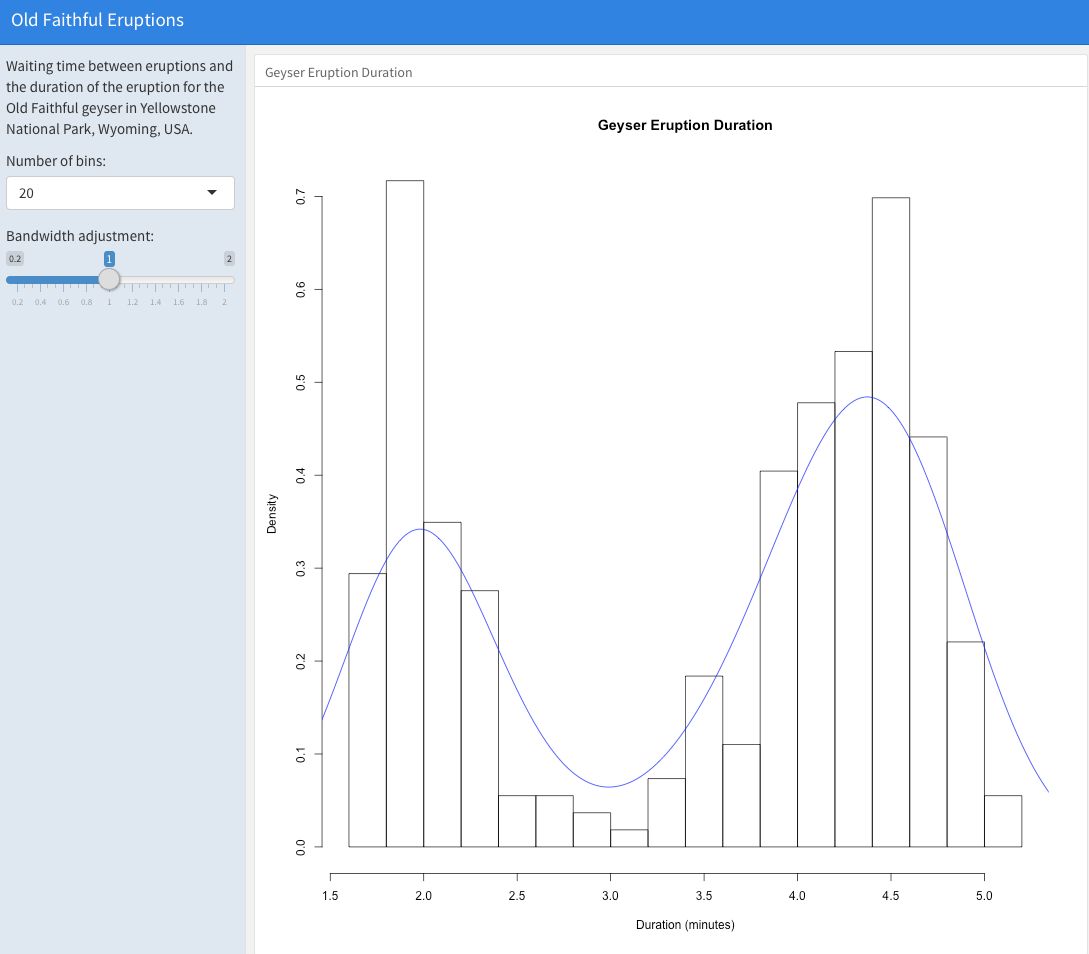 Old Faithful Eruptions
Waiting time between eruptions and
the duration of the eruption for the
Old Faithful geyser in Yellowstone
National Park, Wyoming, USA.
Number of bins:
20
Bandwidth adjustment:
0.2 1 2
0.2 0.4 0.6 0.8 1 1.2 1.4 1.6 1.8 2
Geyser Eruption Duration
Geyser Eruption Duration
Density
0.7
0.6
0.5
0.4
0.3
0.2
0.1
0.0
1.5 2.0 2.5 3.0 3.5 4.0 4.5 5.0
Duration (minutes)